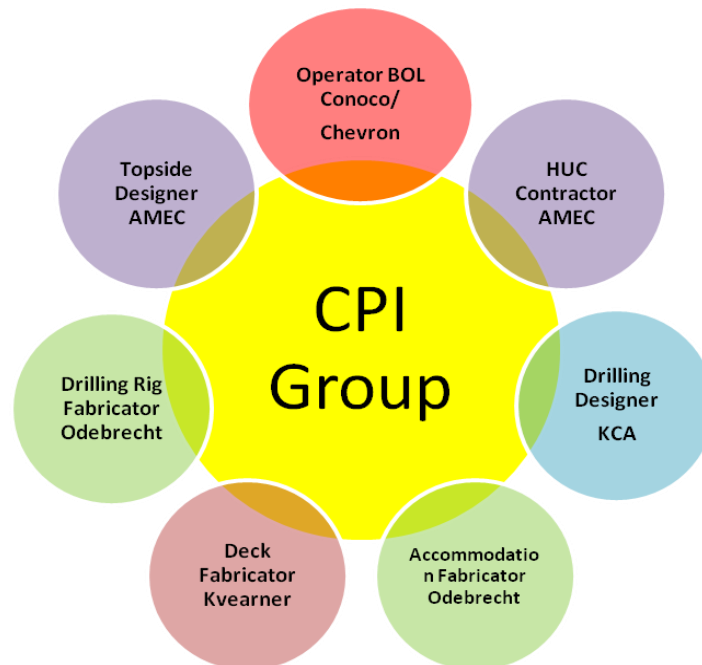 Operator BOL
Conoco/
Chevron
Topside
Designer
AMEC
HUC
Contractor
AMEC
CPI
Group
Drilling Rig
Fabricator
Odebrecht
Drilling
Designer
KCA
Deck
Fabricator
Kvearner
Accommodatio
n Fabricator
Odebrecht